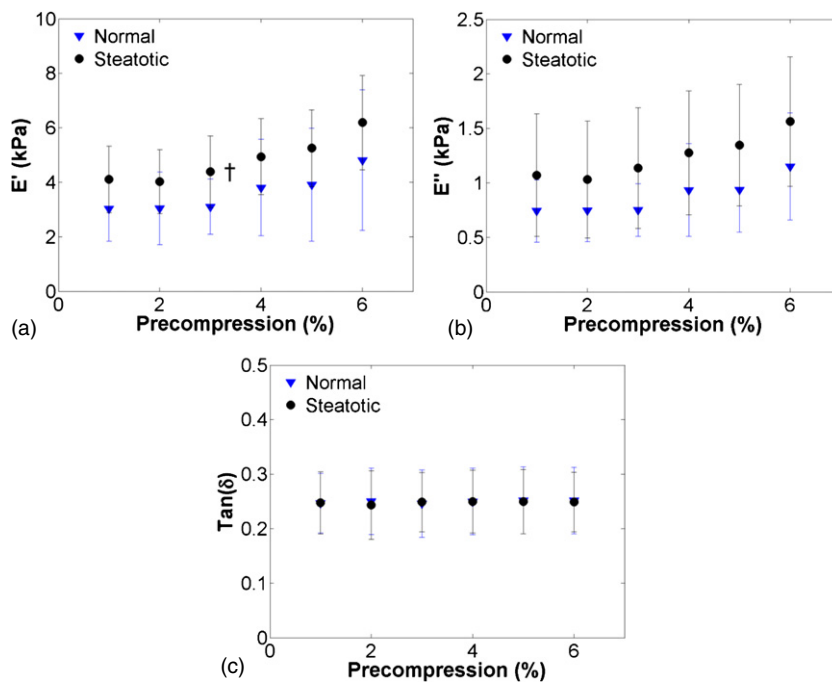 10
8
6
4
2
0
E' (kPa)
Normal
Steatotic
†
0
2
4
6
Precompression (%)
(a)
2.5
2
1.5
1
0.5
0
E'' (kPa)
Normal
Steatotic
0
2
4
6
Precompression (%)
(b)
0.5
0.4
0.3
0.2
0.1
0
Tan(δ)
Normal
Steatotic
0
2
4
6
Precompression (%)
(c)